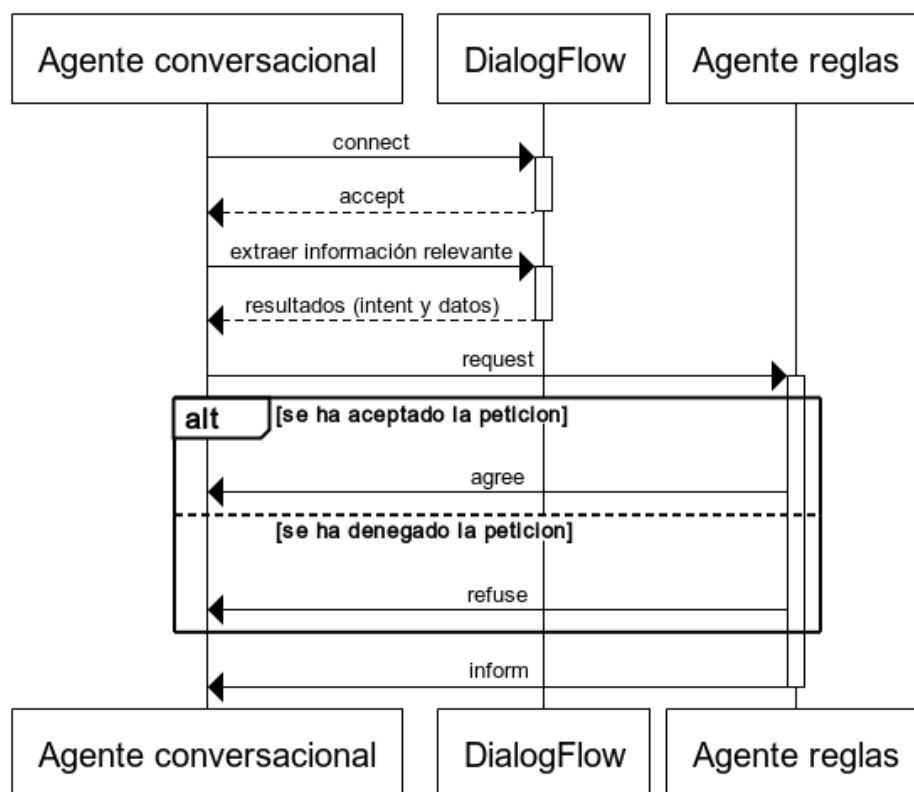 Agente conversacional
DialogFlow
Agente reglas
connect
accept
extraer información relevante
resultados (intent y datos)
request
alt
[se ha aceptado la peticion]
agree
[se ha denegado la peticion]
refuse
inform
Agente conversacional
DialogFlow
Agente reglas